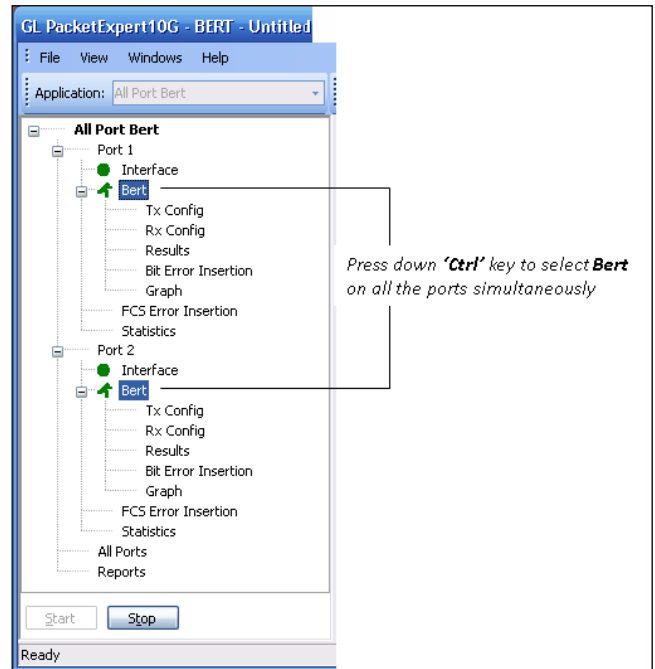 GL PacketExpert10G - BERT - Untitled
File View Windows Help
Application: All Port Bert
All Port Bert
Port 1
Interface
Bert
Tx Config
Rx Config
Results
Bit Error Insertion
Graph
FCS Error Insertion
Statistics
Port 2
Interface
Bert
Tx Config
Rx Config
Results
Bit Error Insertion
Graph
FCS Error Insertion
Statistics
All Ports
Reports
Press down ‘Ctrl’ key to select Bert
on all the ports simultaneously
Start Stop
Ready